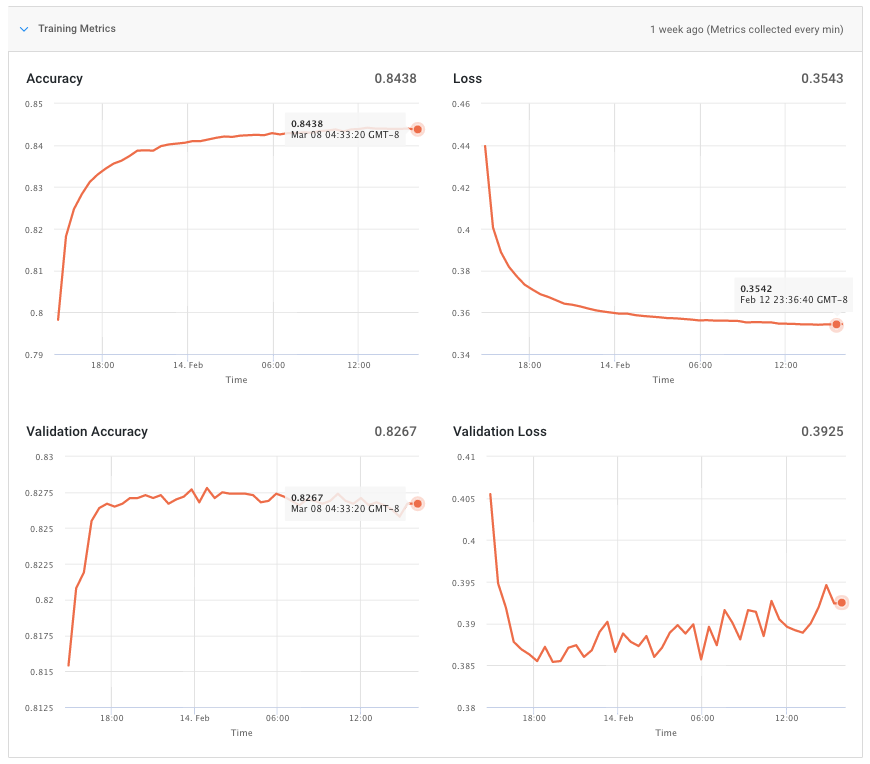 Training Metrics
1 week ago (Metrics collected every min)
Accuracy
0.8438
0.85
0.84
0.83
0.82
0.81
0.8
0.79
0.8438
Mar 08 04:33:20 GMT-8
18:00
14. Feb
06:00
12:00
Time
Loss
0.3543
0.46
0.44
0.42
0.4
0.38
0.36
0.34
0.3542
Feb 12 23:36:40 GMT-8
18:00
14. Feb
06:00
12:00
Time
Validation Accuracy
0.8267
0.83
0.8275
0.825
0.8225
0.82
0.8175
0.815
0.8125
0.8267
Mar 08 04:33:20 GMT-8
18:00
14. Feb
06:00
12:00
Time
Validation Loss
0.3925
0.41
0.405
0.4
0.395
0.39
0.385
0.38
18:00
14. Feb
06:00
12:00
Time